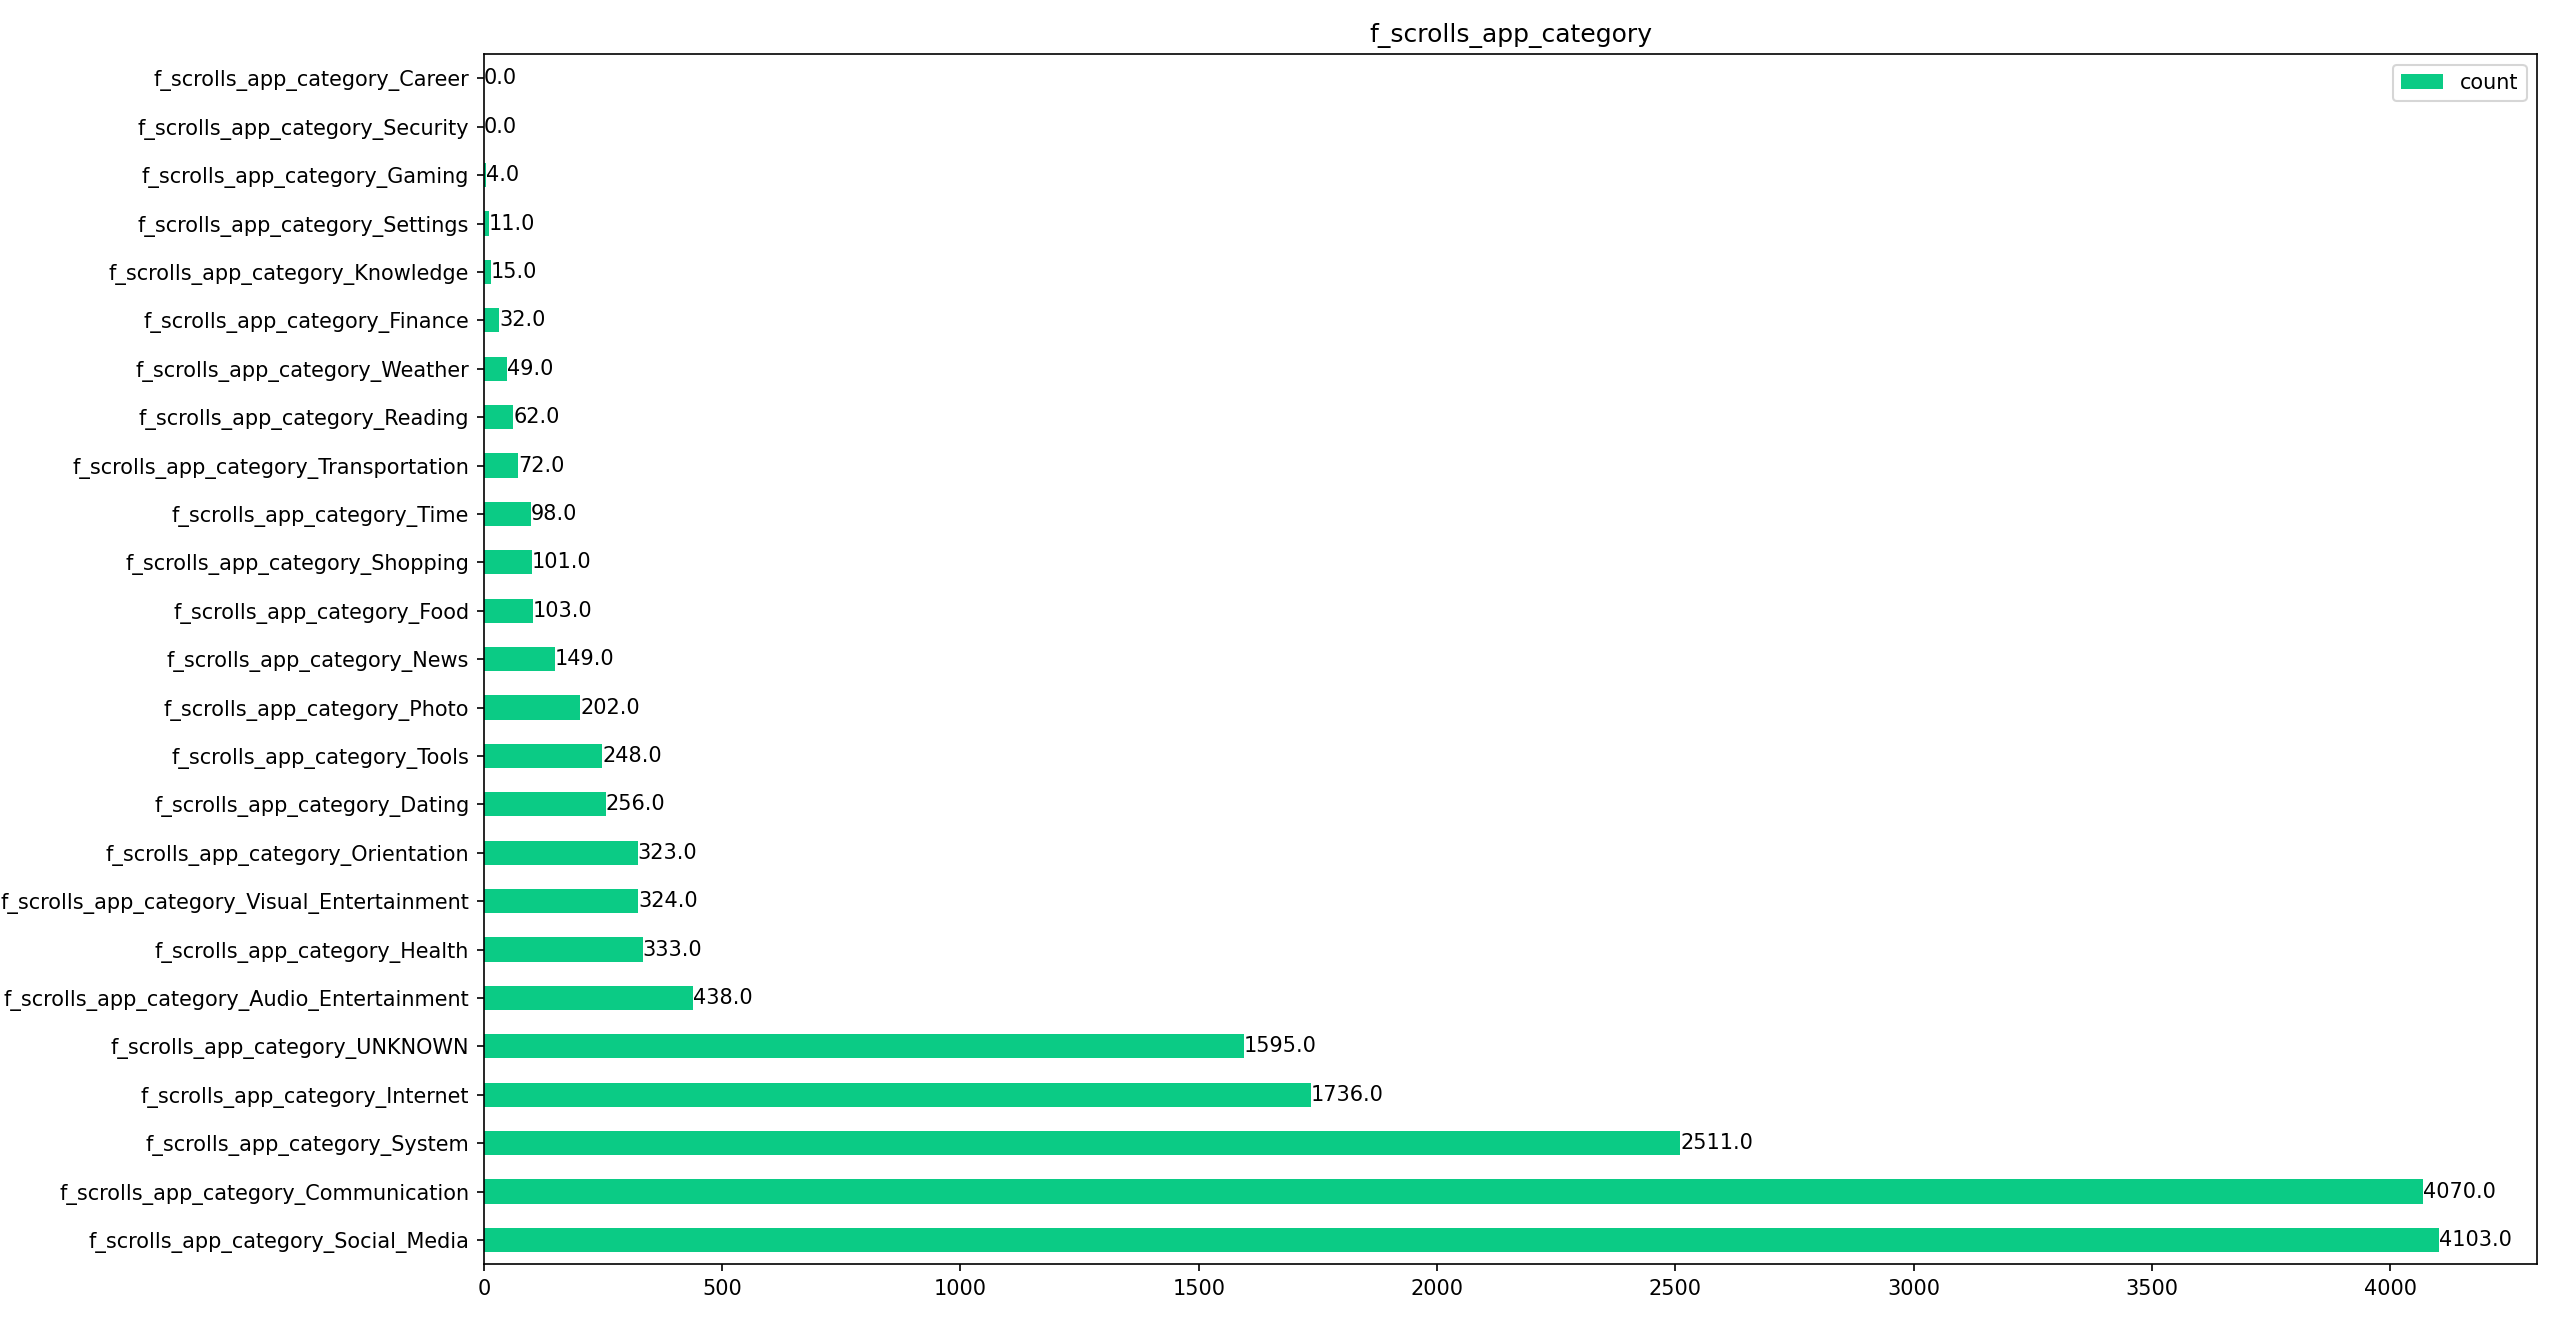 f_scrolls_app_category
count
f_scrolls_app_category_Career 0.0
f_scrolls_app_category_Security 0.0
f_scrolls_app_category_Gaming 4.0
f_scrolls_app_category_Settings 11.0
f_scrolls_app_category_Knowledge 15.0
f_scrolls_app_category_Finance 32.0
f_scrolls_app_category_Weather 49.0
f_scrolls_app_category_Reading 62.0
f_scrolls_app_category_Transportation 72.0
f_scrolls_app_category_Time 98.0
f_scrolls_app_category_Shopping 101.0
f_scrolls_app_category_Food 103.0
f_scrolls_app_category_News 149.0
f_scrolls_app_category_Photo 202.0
f_scrolls_app_category_Tools 248.0
f_scrolls_app_category_Dating 256.0
f_scrolls_app_category_Orientation 323.0
f_scrolls_app_category_Visual_Entertainment 324.0
f_scrolls_app_category_Health 333.0
f_scrolls_app_category_Audio_Entertainment 438.0
f_scrolls_app_category_UNKNOWN 1595.0
f_scrolls_app_category_Internet 1736.0
f_scrolls_app_category_System 2511.0
f_scrolls_app_category_Communication 4070.0
f_scrolls_app_category_Social_Media 4103.0
0 500 1000 1500 2000 2500 3000 3500 4000